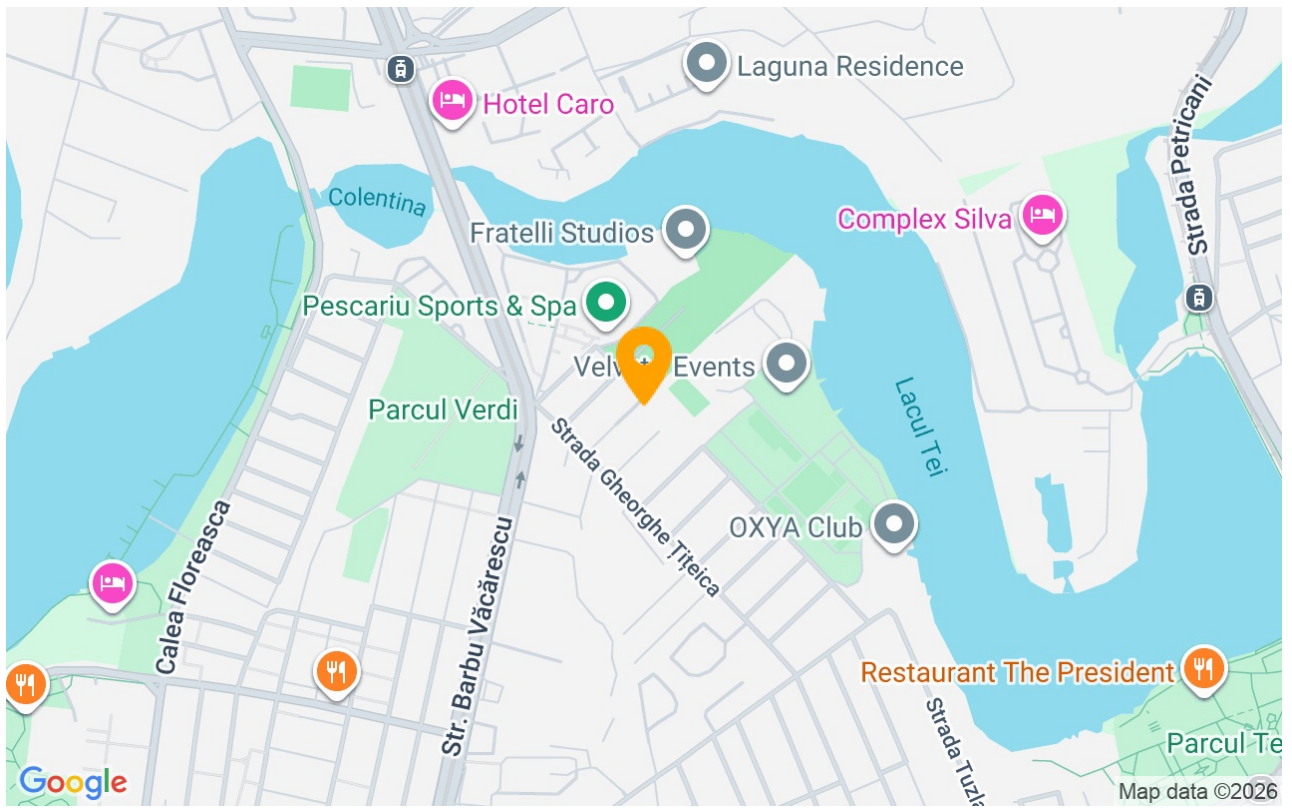 Laguna Residence
Hotel Caro
Strada Petricani
Colentina
Fratelli Studios
Complex Silva
Pescariu Sports & Spa
Events
Parcul Verdi
Lacul Tei
Strada Gheorghe Țițeica
OXYA Club
Calea Floreasca
Str. Barbu Văcărescu
Restaurant The President
Strada Tuzla
Parcul Te
Google
Map data ©2026